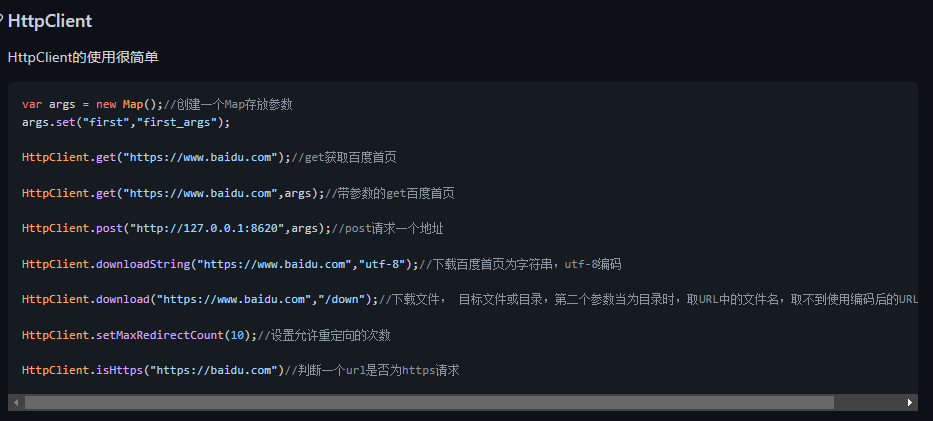 HttpClient
HttpClient的使用很简单
var args = new Map();//创建一个Map存放参数
args.set("first","first_args");
HttpClient.get("https://www.baidu.com");//get获取百度首页
HttpClient.get("https://www.baidu.com",args);//带参数的get百度首页
HttpClient.post("http://127.0.0.1:8620",args);//post请求一个地址
HttpClient.downloadString("https://www.baidu.com","utf-8");//下载百度首页为字符串，utf-8编码
HttpClient.download("https://www.baidu.com","/down");//下载文件， 目标文件或目录，第二个参数当为目录时，取URL中的文件名，取不到使用编码后的URL
HttpClient.setMaxRedirectCount(10);//设置允许重定向的次数
HttpClient.isHttps("https://baidu.com")//判断一个url是否为https请求